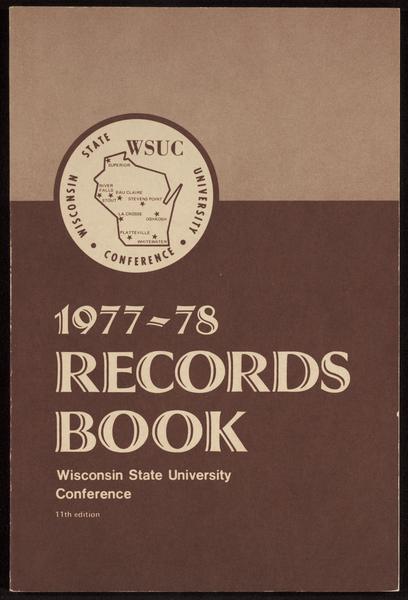 WISCONSIN STATE UNIVERSITY
• CONFERENCE •
WSUC
SUPERIOR
RIVER
FALLS
EAU CLAIRE
STOUT
STEVENS POINT
LA CROSSE
OSHKOSH
PLATTEVILLE
WHITEWATER
1977-78
RECORDS
BOOK
Wisconsin State University
Conference
11th edition